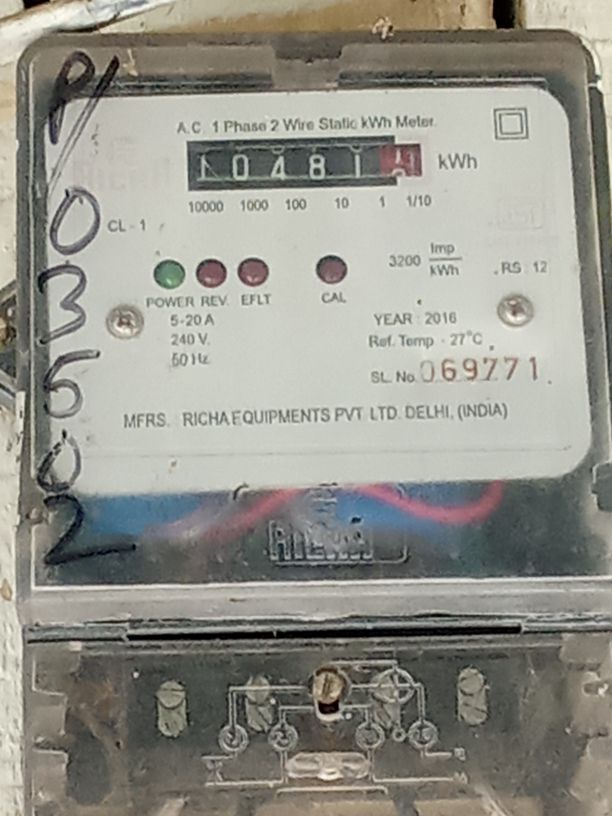 P/
0
3
5
0
2
A.C. 1 Phase 2 Wire Static kWh Meter.
10481 kWh
10000 1000 100 10 1 1/10
CL - 1
3200 Imp/kWh
RS : 12
POWER REV. EFLT CAL
5-20 A
240 V.
50 Hz.
YEAR : 2016
Ref. Temp - 27°C
SL. No. 069771
MFRS. RICHA EQUIPMENTS PVT. LTD. DELHI, (INDIA)
RICHA